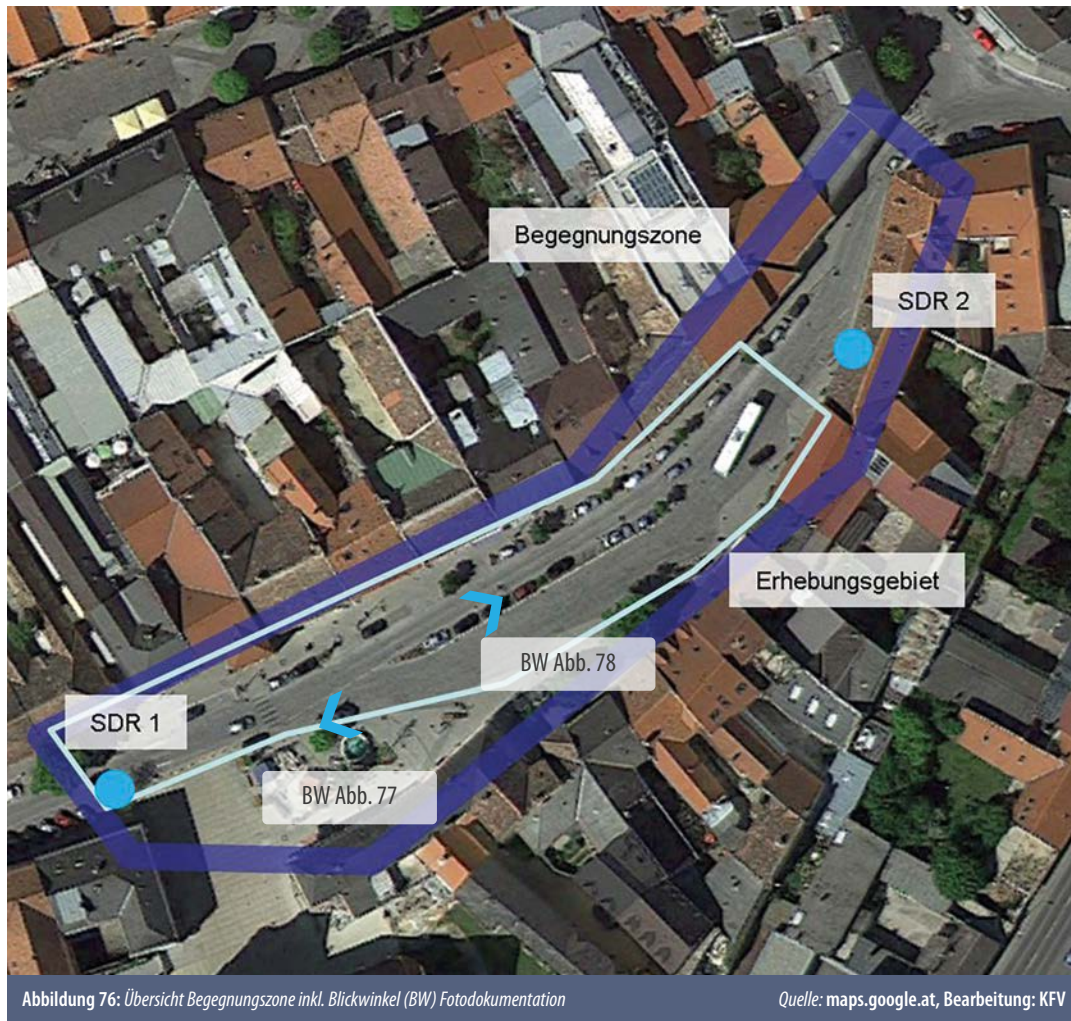 Begegnungszone
SDR 2
Erhebungsgebiet
BW Abb. 78
SDR 1
BW Abb. 77
Abbildung 76: Übersicht Begegnungszone inkl. Blickwinkel (BW) Fotodokumentation
Quelle: maps.google.at, Bearbeitung: KFV